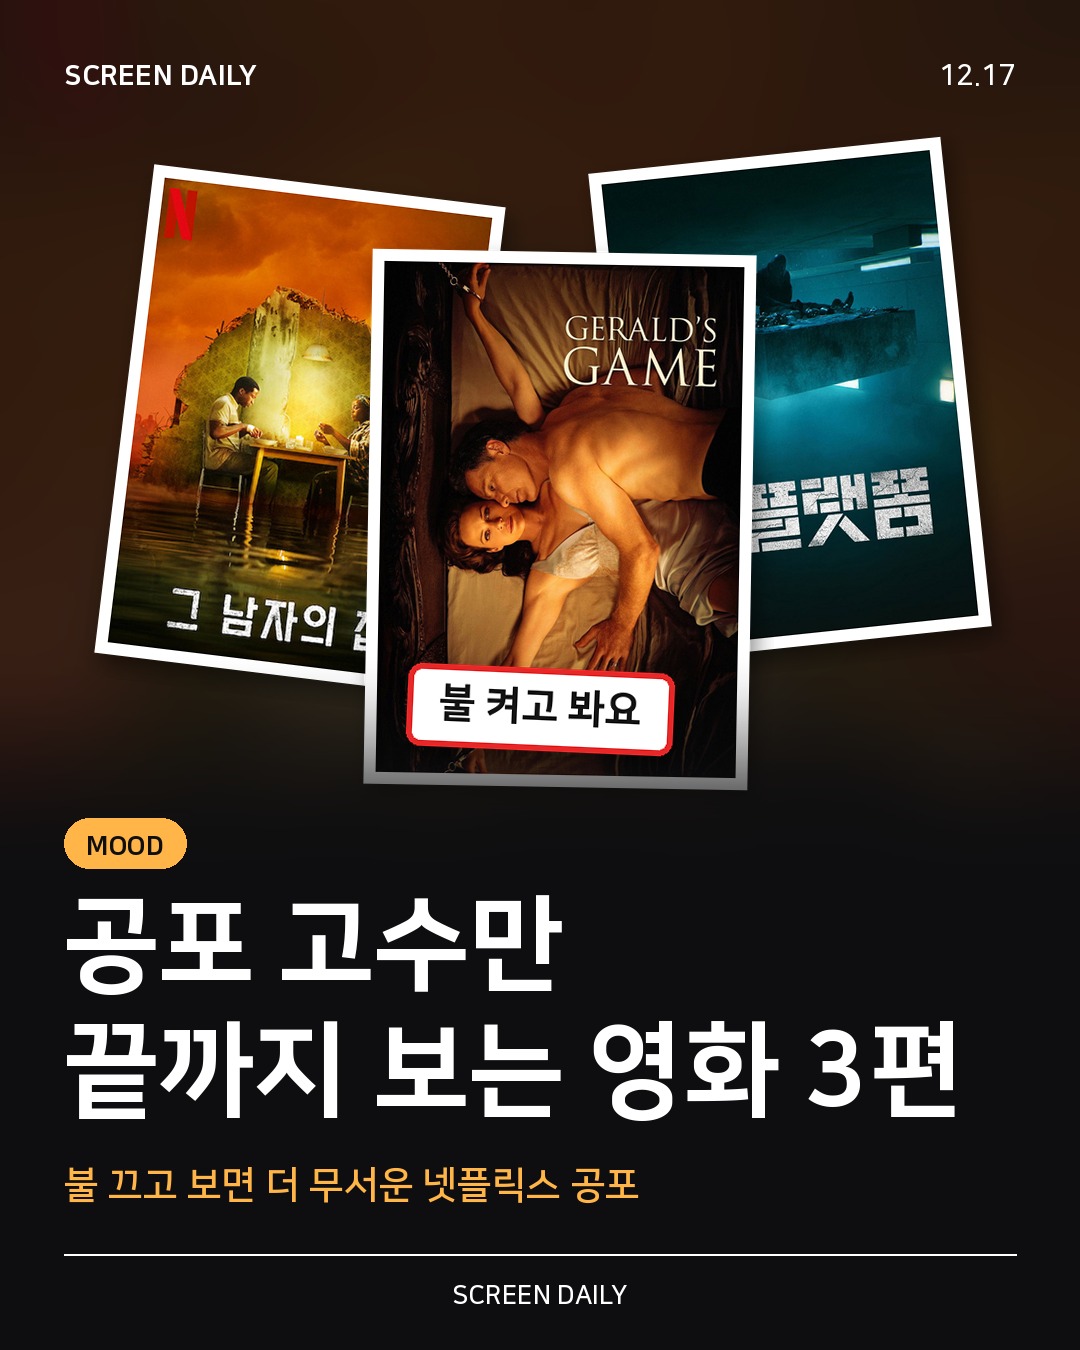 SCREEN DAILY
12.17
N
그 남자의
GERALD'S
GAME
플랫폼
불 켜고 봐요
MOOD
공포 고수만
끝까지 보는 영화 3편
불 끄고 보면 더 무서운 넷플릭스 공포
SCREEN DAILY